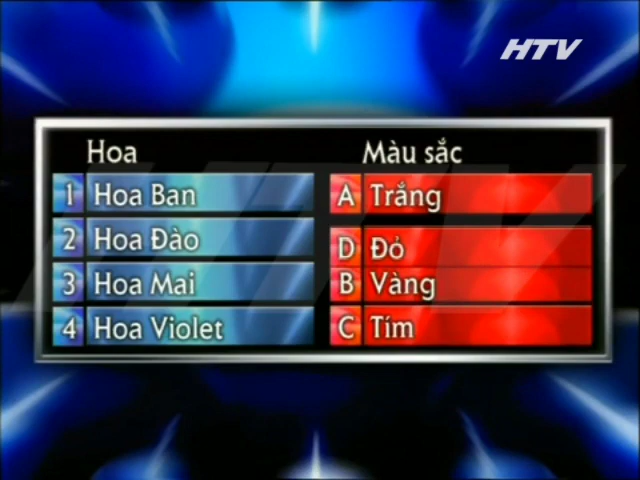 HTV
Hoa Màu sắc
1 Hoa Ban A Trắng
2 Hoa Đào D Đỏ
3 Hoa Mai B Vàng
4 Hoa Violet C Tím
HTV